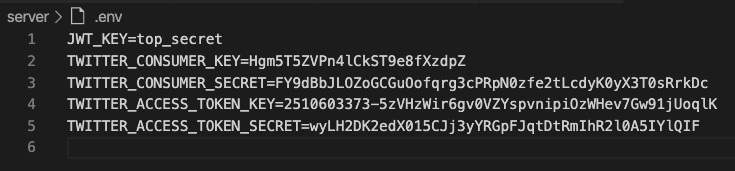 server > .env
1 JWT_KEY=top_secret
2 TWITTER_CONSUMER_KEY=Hgm5T5ZVPn4lCkST9e8fXzdpZ
3 TWITTER_CONSUMER_SECRET=FY9dBbJLOZoGCGuOofqrg3cPRpN0zfe2tLcdyK0yX3T0sRrkDc
4 TWITTER_ACCESS_TOKEN_KEY=2510603373-5zVHzWir6gv0VZYspvnipiOzWHev7Gw91jUoqlK
5 TWITTER_ACCESS_TOKEN_SECRET=wyLH2DK2edX015CJj3yYRGpFJqtDtRmIhR2l0A5IYlQIF
6